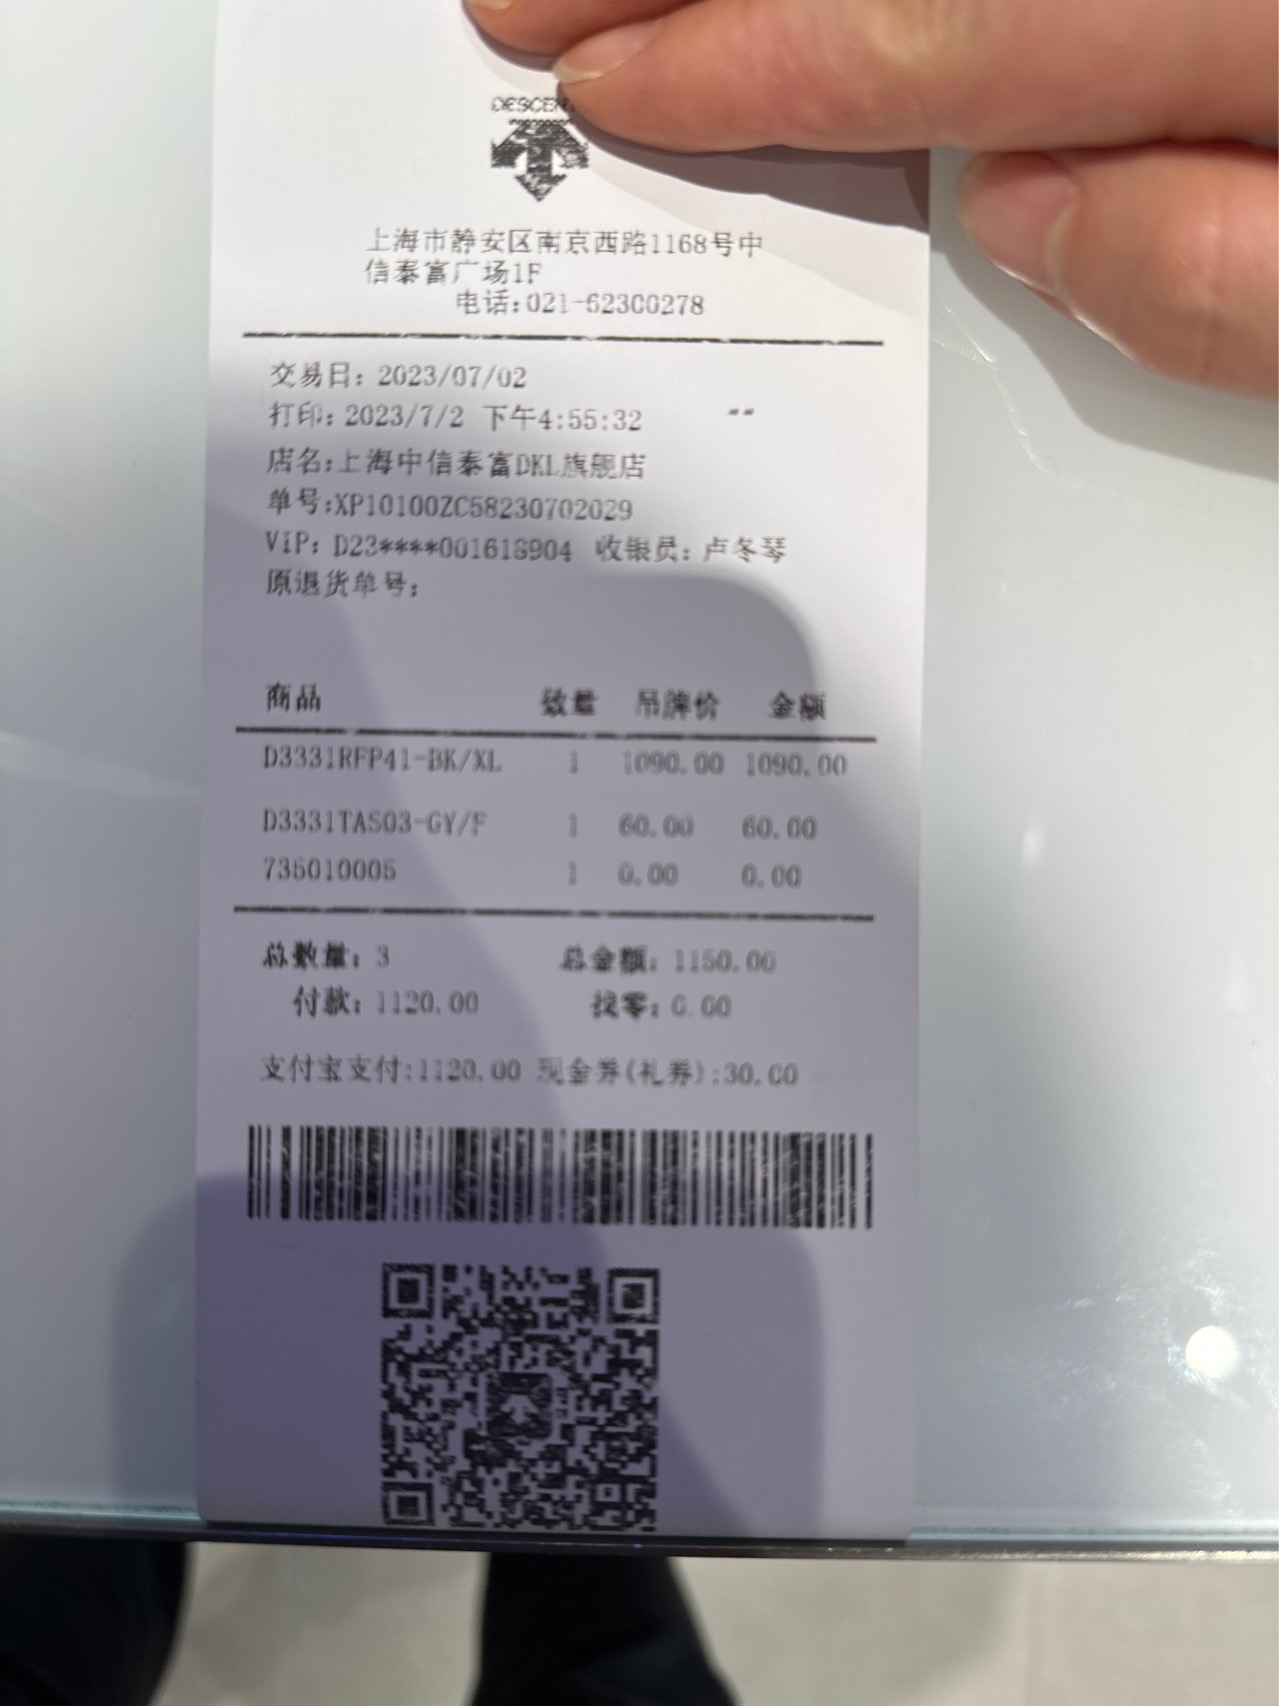 上海市静安区南京西路1168号中
信泰富广场1F
电话:021-62300278
交易日: 2023/07/02
打印: 2023/7/2 下午4:55:32
店名:上海中信泰富DKL旗舰店
单号:XP10100ZC58230702029
VIP: D23****001618904 收银员: 卢冬琴
原退货单号:
商品 数量 吊牌价 金额
D3331RFP41-BK/XL 1 1090.00 1090.00
D3331TAS03-GY/F 1 60.00 60.00
735010005 1 0.00 0.00
总数量: 3 总金额: 1150.00
付款: 1120.00 找零: 0.00
支付宝支付:1120.00 现金券(礼券):30.00